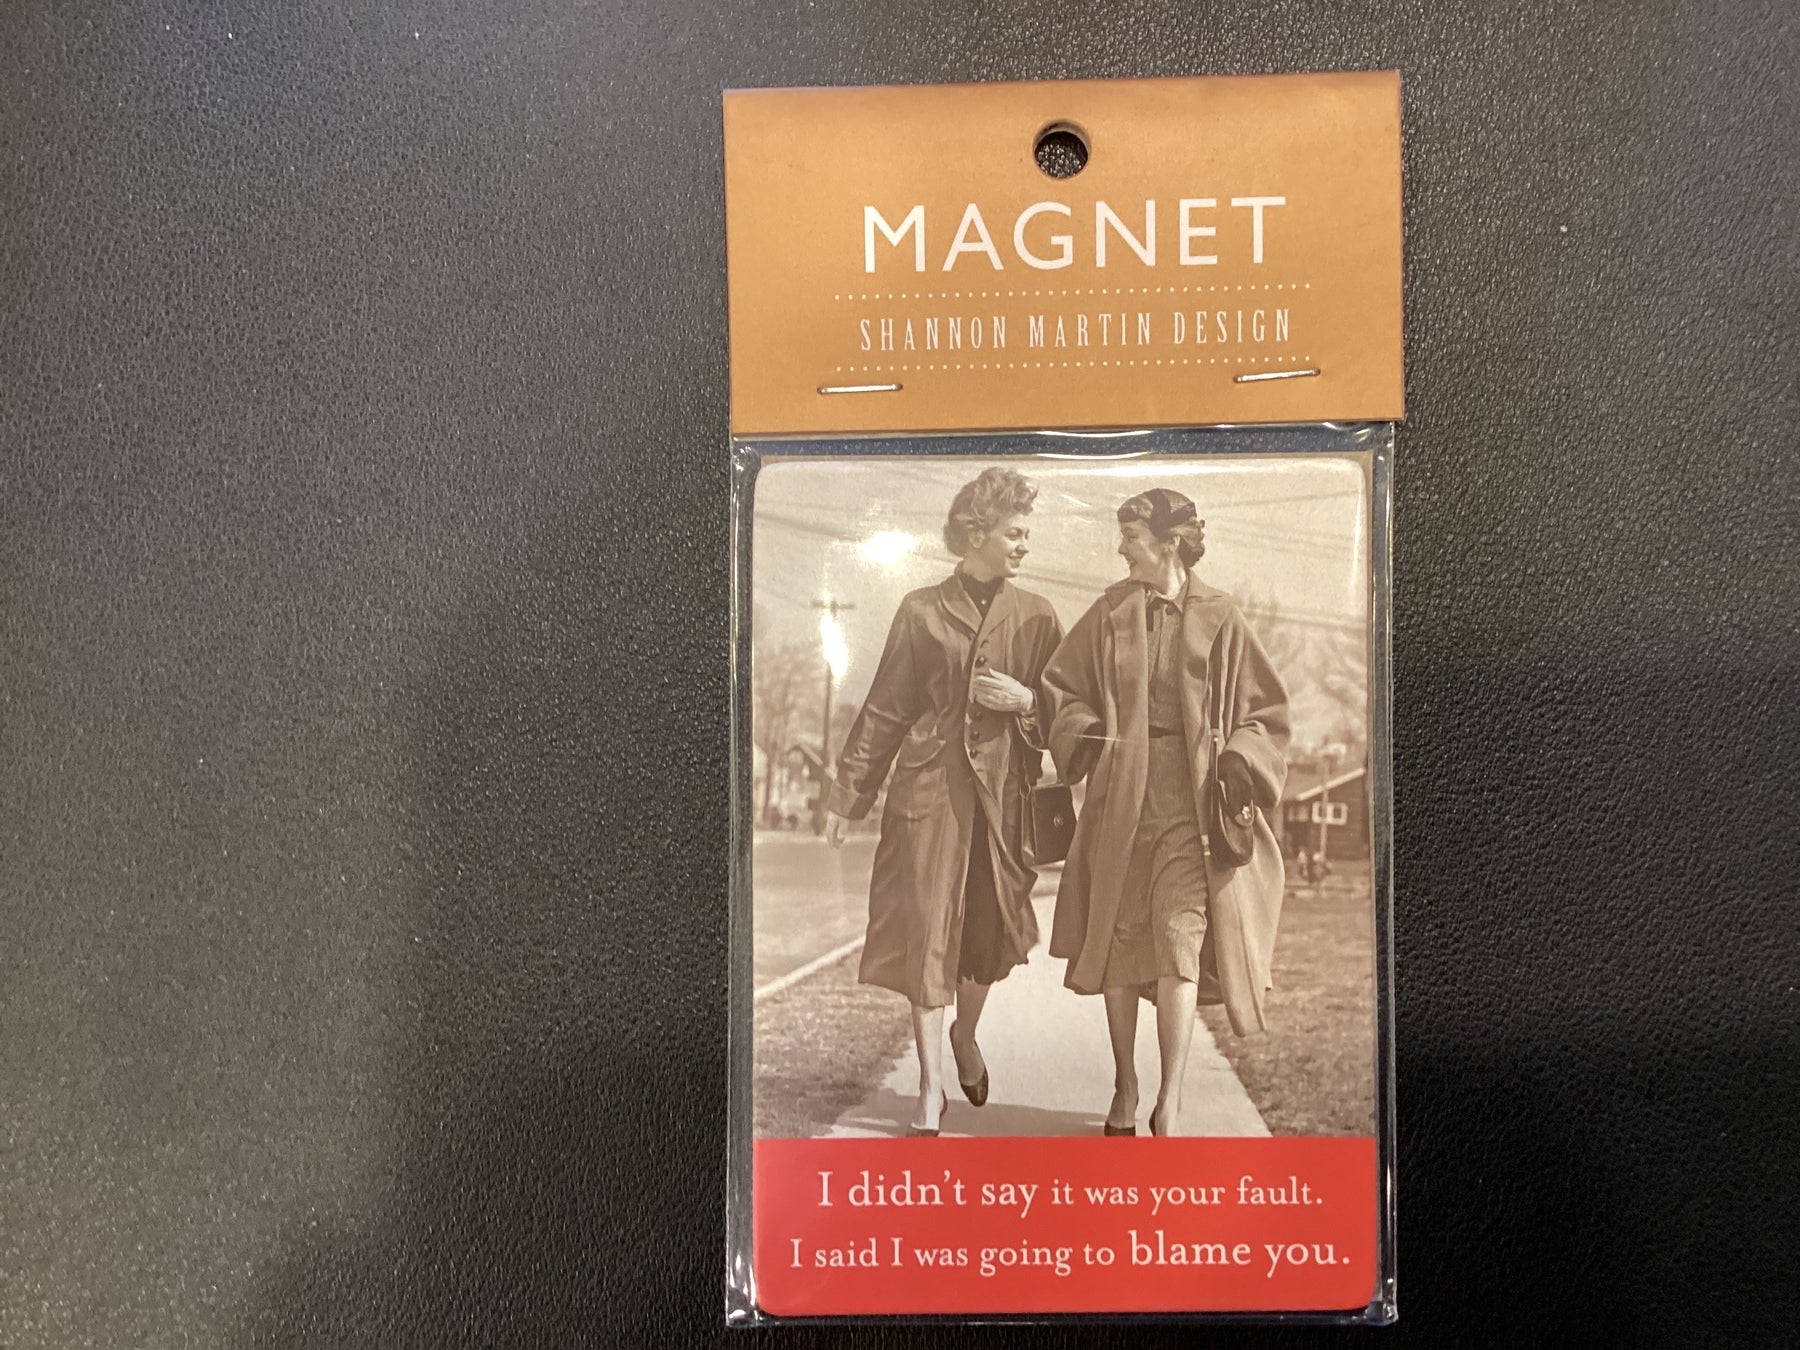 MAGNET
SHANNON MARTIN DESIGN
I didn't say it was your fault.
I said I was going to blame you.